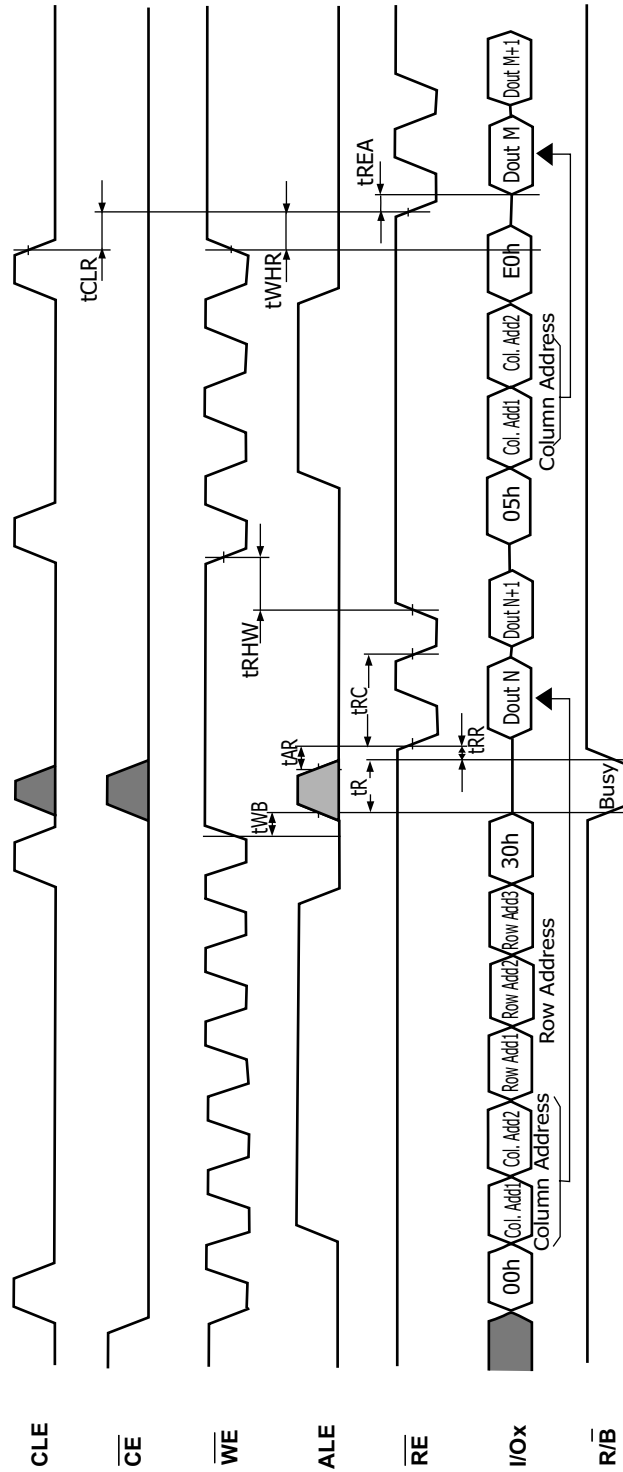 CLE
tCLR
CE
WE
tWB
tRHW
tWHR
ALE
tAR
RE
tR
tRR
tRC
tREA
I/Ox
00h
Col. Add1
Col. Add2
Row Add1
Row Add2
Row Add3
30h
Dout N
Dout N+1
05h
Col. Add1
Col. Add2
E0h
Dout M
Dout M+1
Column Address
Row Address
Column Address
R/B
Busy